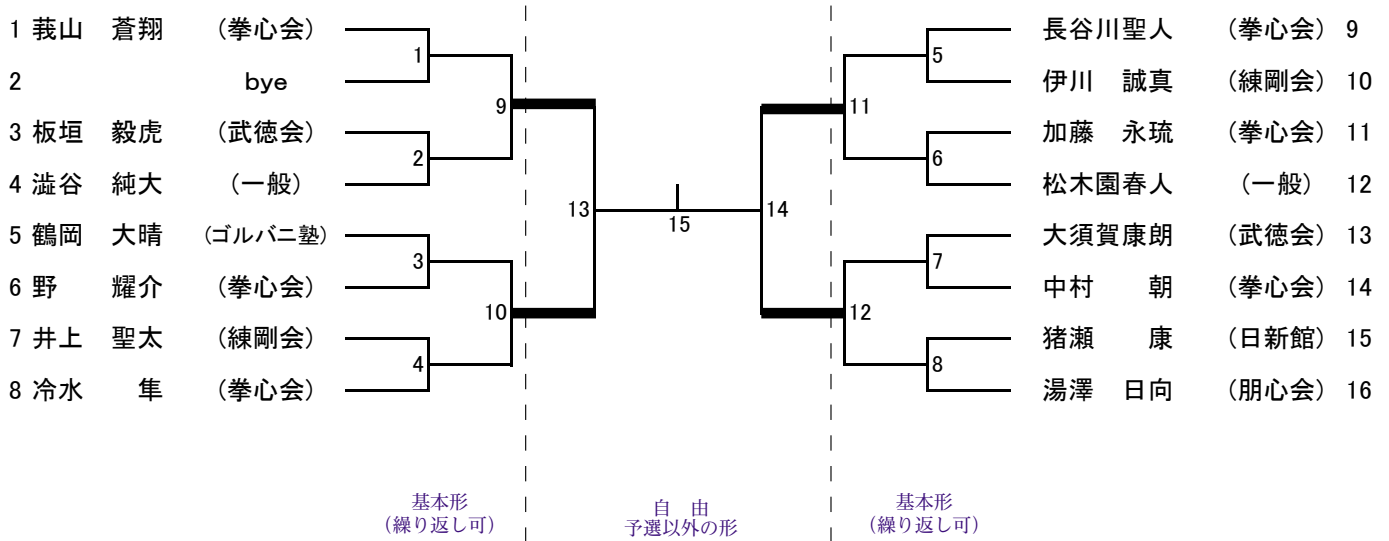 1 莪山 蒼翔 (拳心会)
2 bye
3 板垣 毅虎 (武徳会)
4 澁谷 純大 (一般)
5 鶴岡 大晴 (ゴルバニ塾)
6 野 耀介 (拳心会)
7 井上 聖太 (練剛会)
8 冷水 隼 (拳心会)
1
2
3
4
9
10
13
15
14
11
12
5
6
7
8
長谷川聖人 (拳心会) 9
伊川 誠真 (練剛会) 10
加藤 永琉 (拳心会) 11
松木園春人 (一般) 12
大須賀康朗 (武徳会) 13
中村 朝 (拳心会) 14
猪瀬 康 (日新館) 15
湯澤 日向 (朋心会) 16
基本形
(繰り返し可)
自 由
予選以外の形
基本形
(繰り返し可)